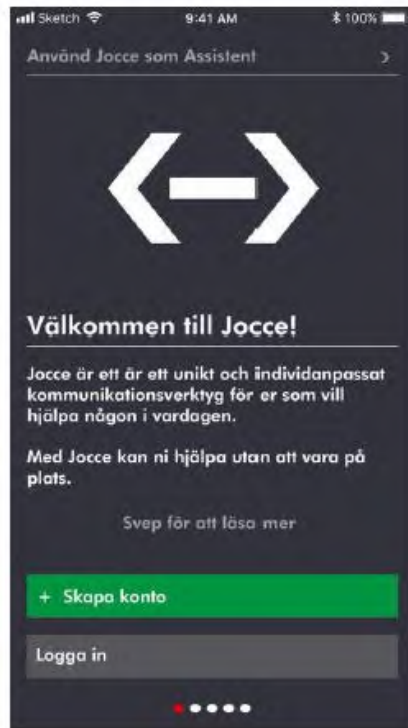 Sketch 9:41 AM 100%
Använd Jocce som Assistent
Välkommen till Jocce!
Jocce är ett är ett unikt och individanpassat
kommunikationsverktyg för er som vill
hjälpa någon i vardagen.
Med Jocce kan ni hjälpa utan att vara på
plats.
Svep för att läsa mer
+ Skapa konto
Logga in